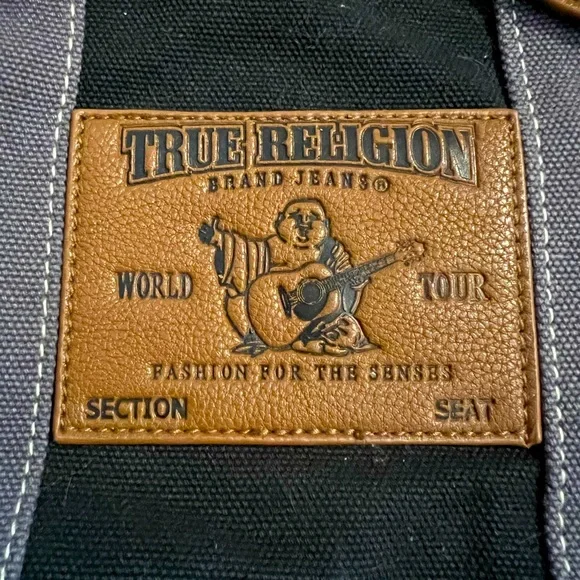 TRUE RELIGION
BRAND JEANS®
WORLD TOUR
FASHION FOR THE SENSES
SECTION SEAT